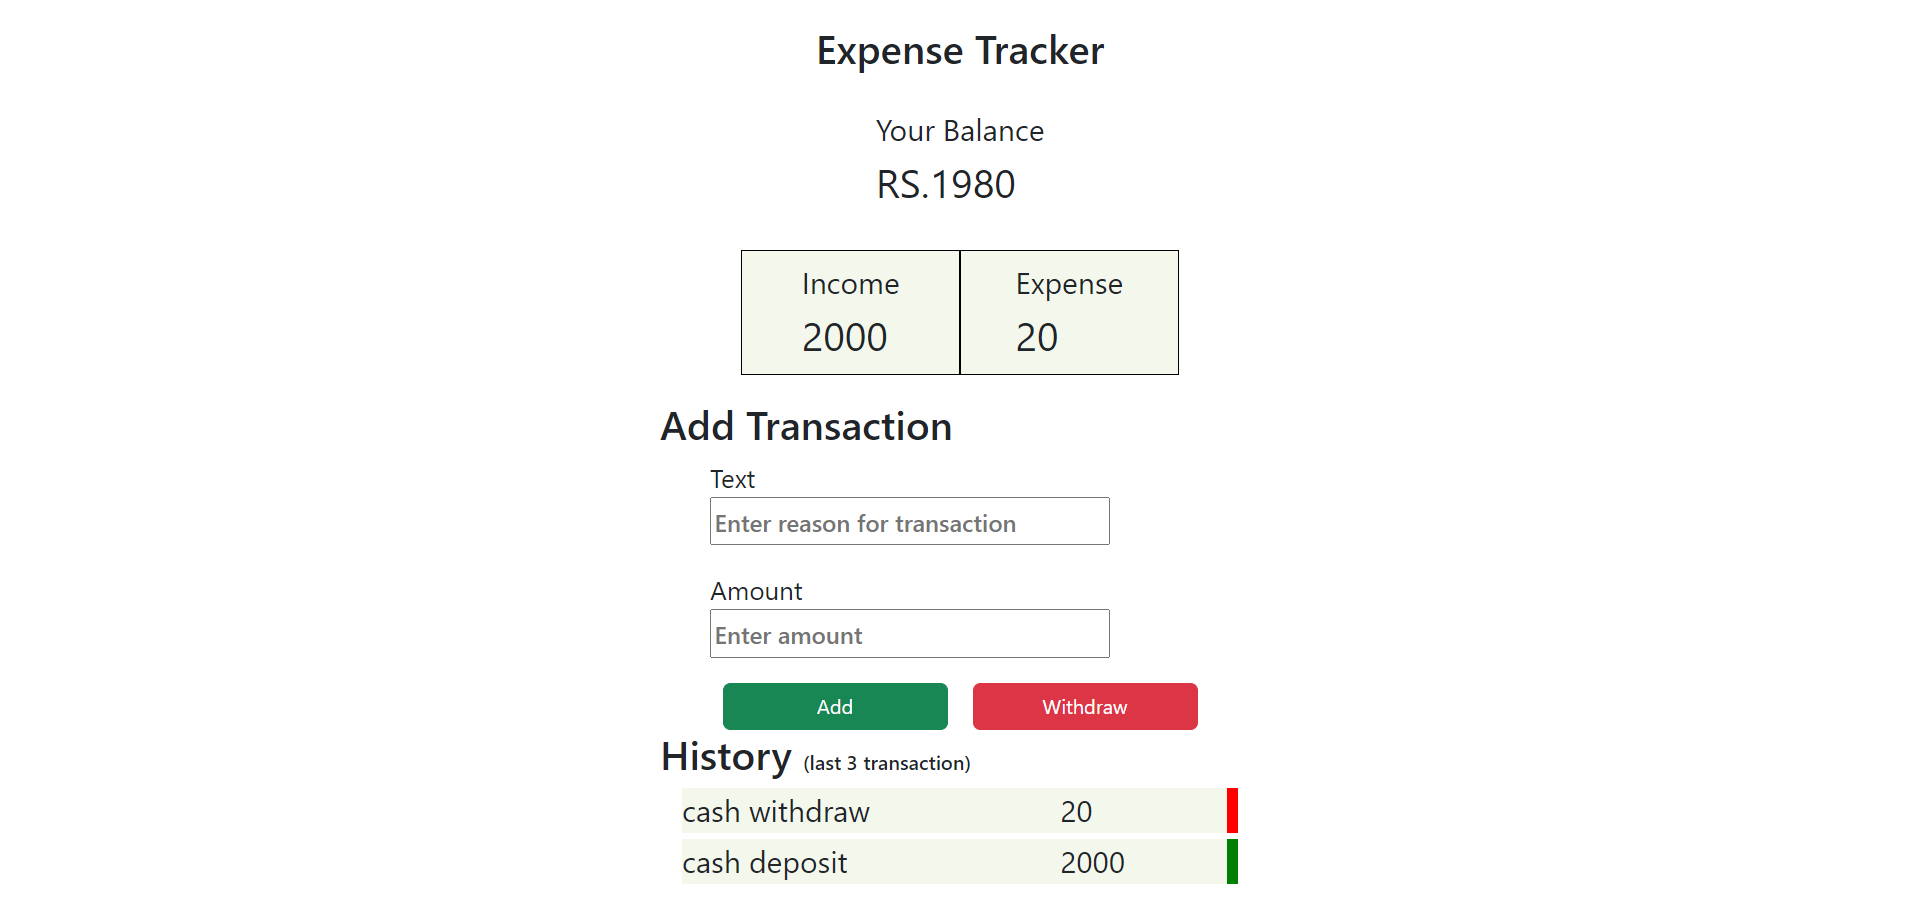 Expense Tracker
Your Balance
RS.1980
Income Expense
2000 20
Add Transaction
Text
Enter reason for transaction
Amount
Enter amount
Add Withdraw
History (last 3 transaction)
cash withdraw 20
cash deposit 2000